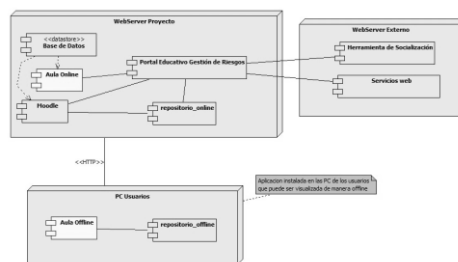 WebServer Proyecto
<<datastore>>
Base de Datos
Aula Online
Portal Educativo Gestión de Riesgos
Moodle
repositorio_online
WebServer Externo
Herramienta de Socialización
Servicios web
<<HTTP>>
Aplicacion instalada en las PC de los usuarios
que puede ser visualizada de manera offline
PC Usuarios
Aula Offline
repositorio_offline